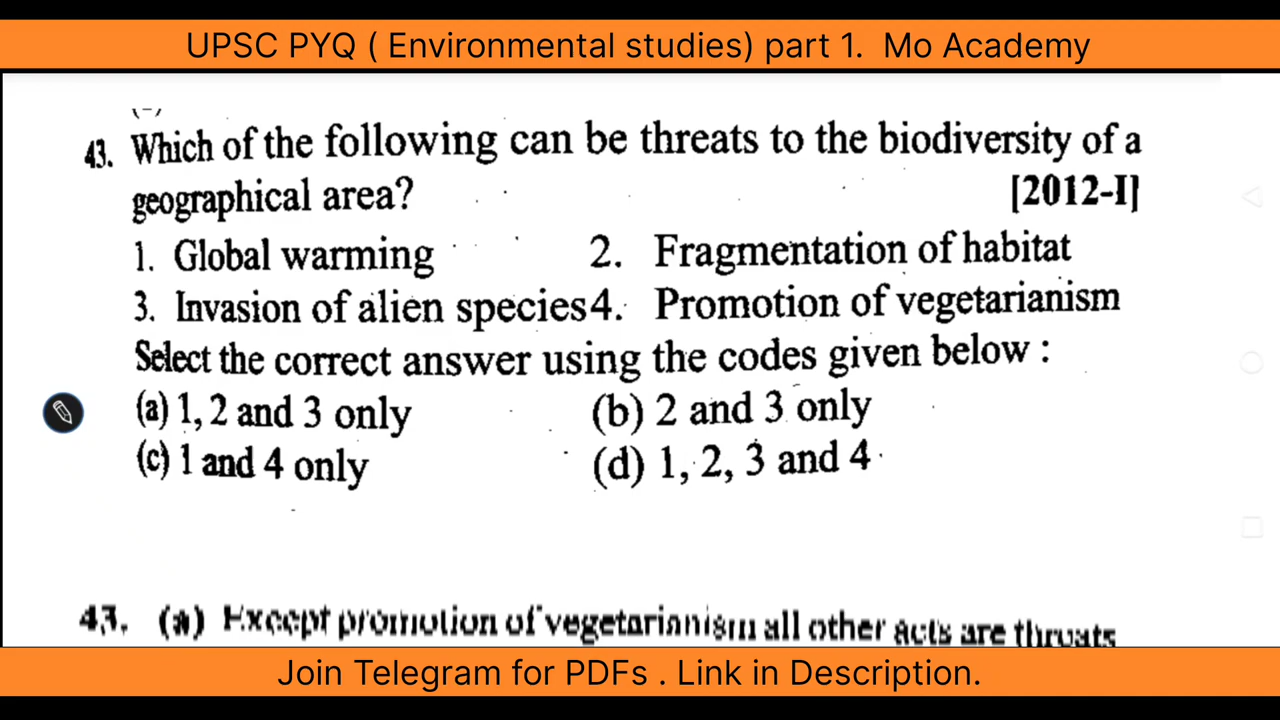 UPSC PYQ ( Environmental studies) part 1. Mo Academy
43. Which of the following can be threats to the biodiversity of a
geographical area? [2012-I]
1. Global warming 2. Fragmentation of habitat
3. Invasion of alien species 4. Promotion of vegetarianism
Select the correct answer using the codes given below :
(a) 1, 2 and 3 only (b) 2 and 3 only
(c) 1 and 4 only (d) 1, 2, 3 and 4
43. (a) Except promotion of vegetarianism all other acts are threats
Join Telegram for PDFs . Link in Description.